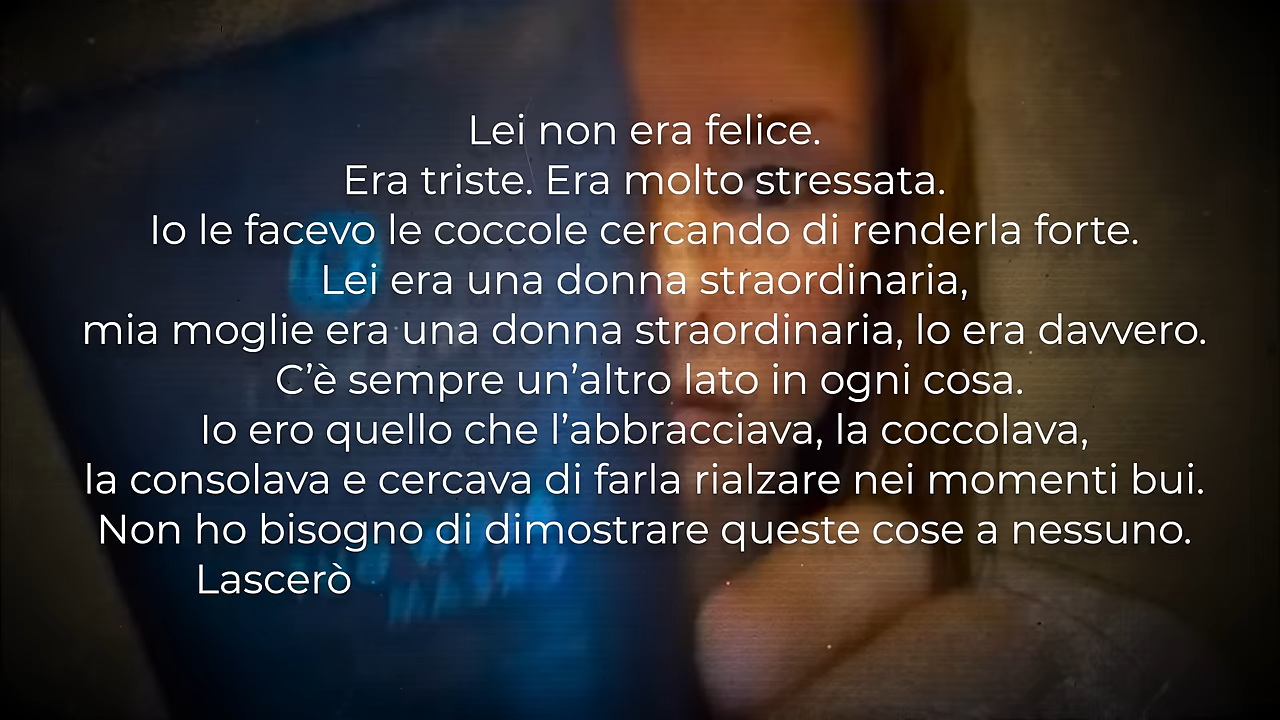 Lei non era felice.
Era triste. Era molto stressata.
Io le facevo le coccole cercando di renderla forte.
Lei era una donna straordinaria,
mia moglie era una donna straordinaria, lo era davvero.
C’è sempre un’altro lato in ogni cosa.
Io ero quello che l’abbracciava, la coccolava,
la consolava e cercava di farla rialzare nei momenti bui.
Non ho bisogno di dimostrare queste cose a nessuno.
Lascerò